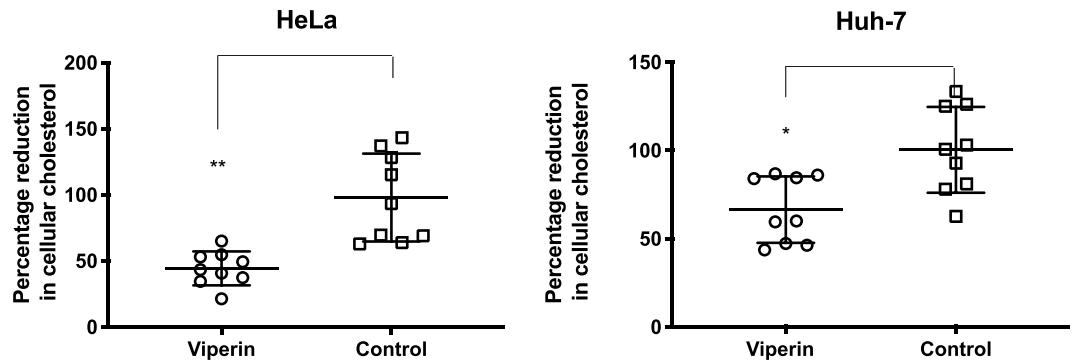 HeLa
Percentage reduction
in cellular cholesterol
200
150
100
50
0
**
Viperin
Control
Huh-7
Percentage reduction
in cellular cholesterol
150
100
50
0
*
Viperin
Control